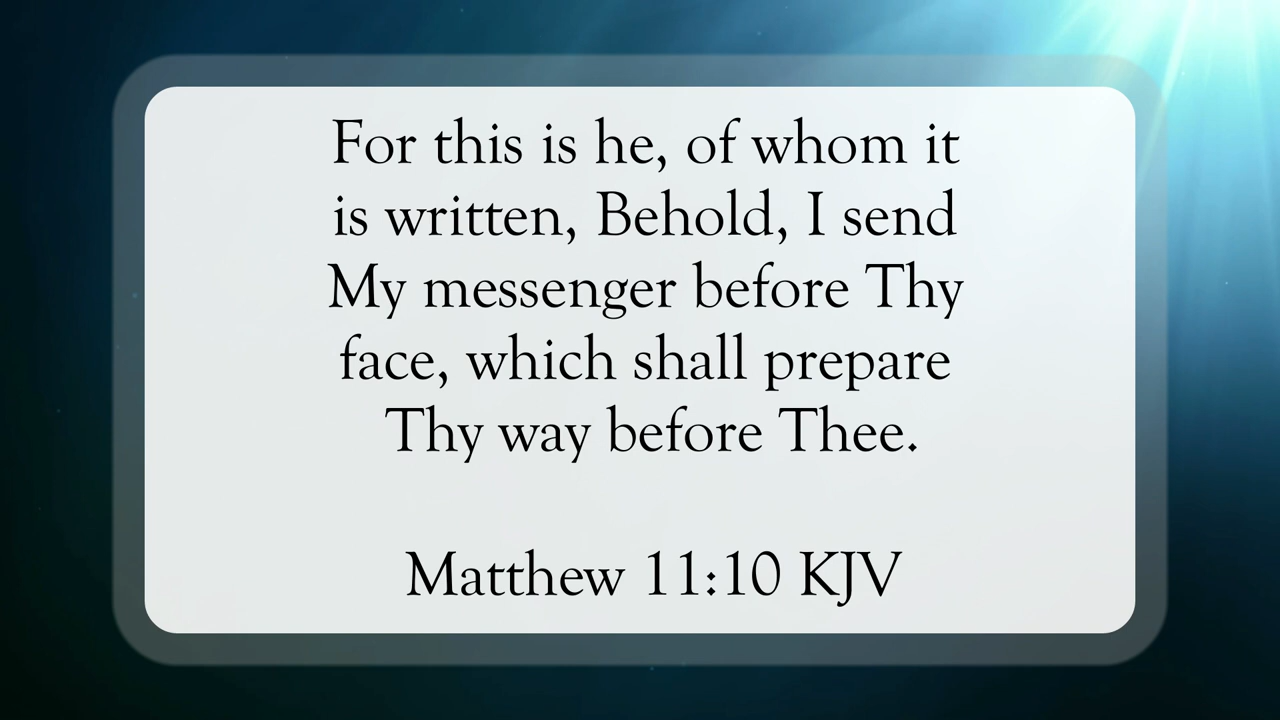 For this is he, of whom it
is written, Behold, I send
My messenger before Thy
face, which shall prepare
Thy way before Thee.
Matthew 11:10 KJV